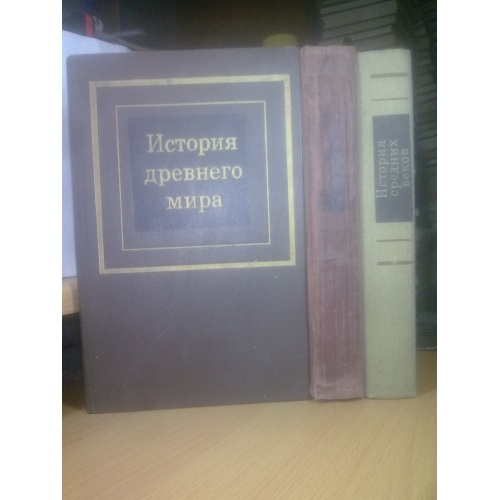 История
древнего
мира
История
средних
веков